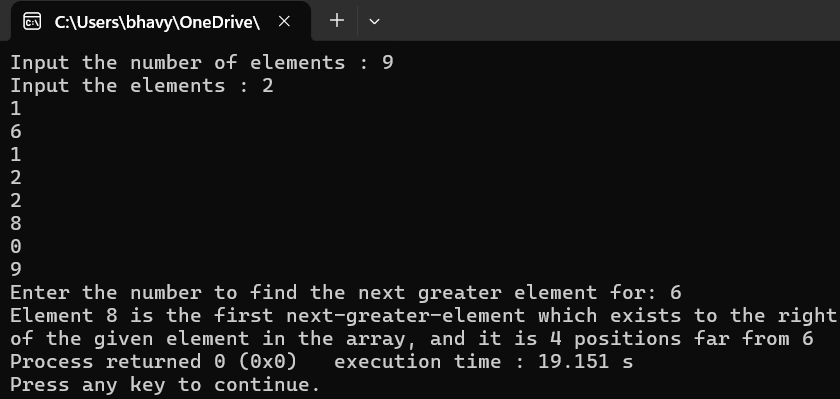 C:\Users\bhavy\OneDrive\
Input the number of elements : 9
Input the elements : 2
1
6
1
2
2
8
0
9
Enter the number to find the next greater element for: 6
Element 8 is the first next-greater-element which exists to the right
of the given element in the array, and it is 4 positions far from 6
Process returned 0 (0x0)   execution time : 19.151 s
Press any key to continue.